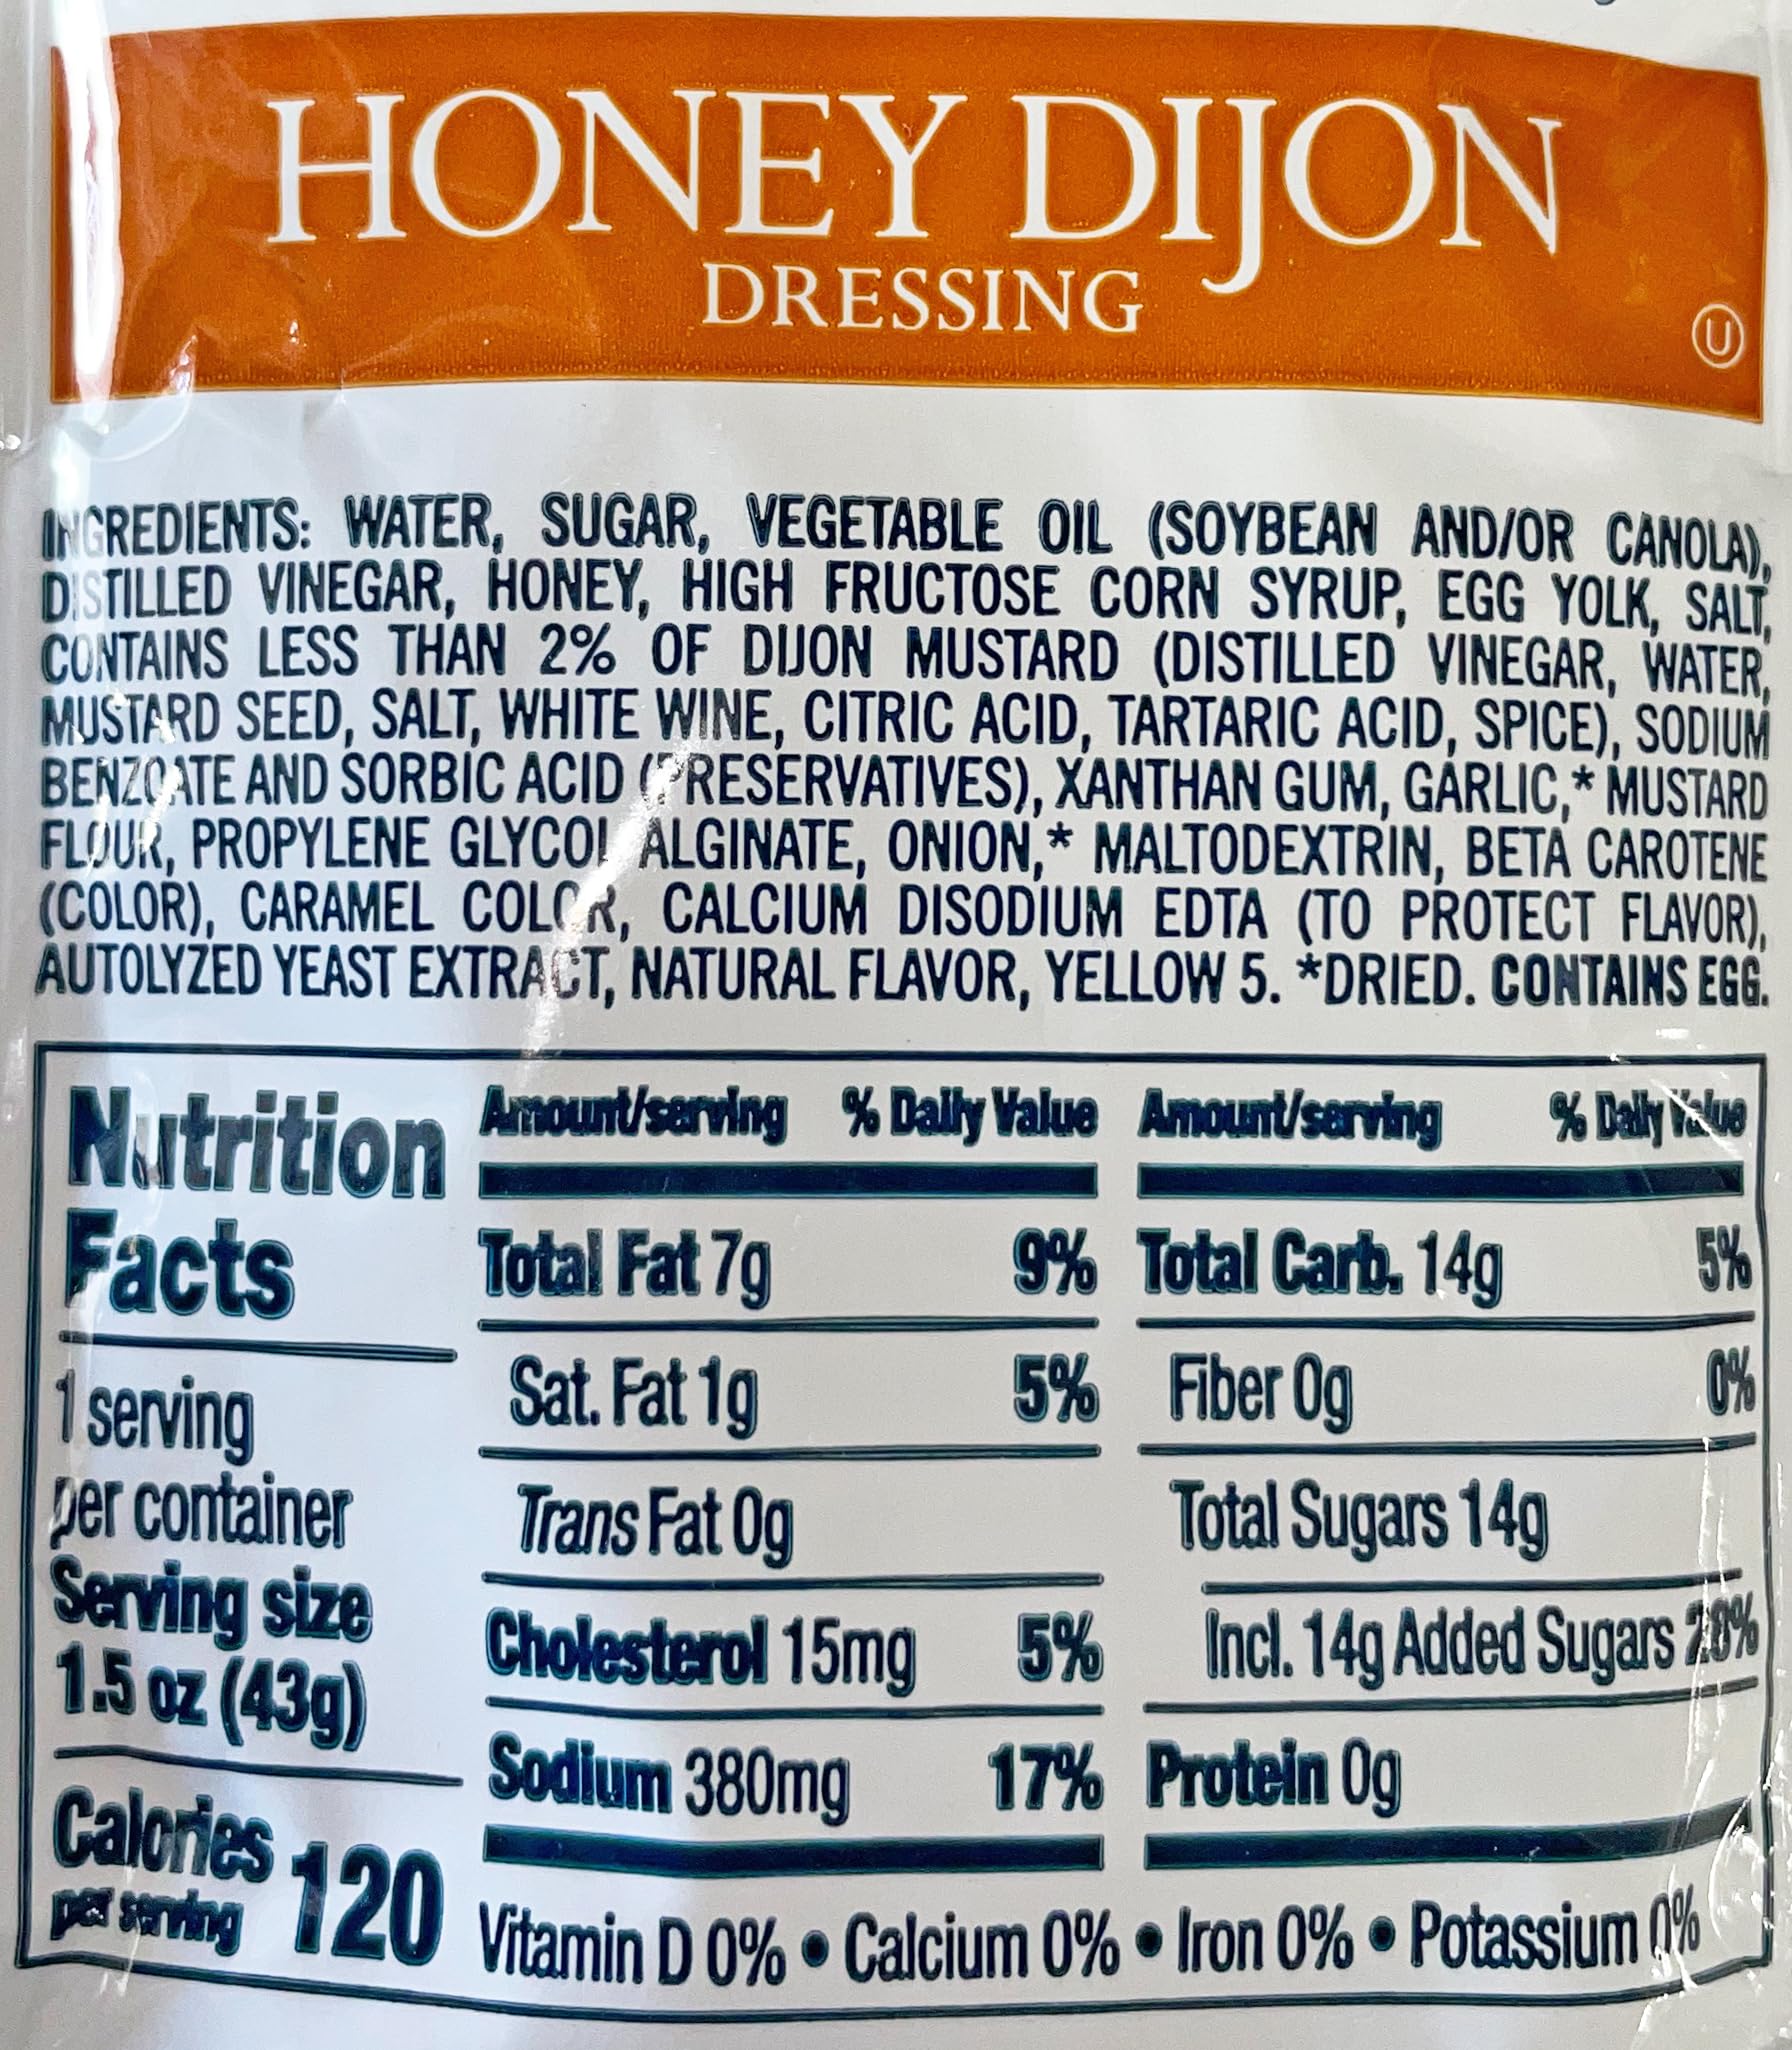 HONEY DIJON
DRESSING
U
INGREDIENTS: WATER, SUGAR, VEGETABLE OIL (SOYBEAN AND/OR CANOLA),
DISTILLED VINEGAR, HONEY, HIGH FRUCTOSE CORN SYRUP, EGG YOLK, SALT,
CONTAINS LESS THAN 2% OF DIJON MUSTARD (DISTILLED VINEGAR, WATER,
MUSTARD SEED, SALT, WHITE WINE, CITRIC ACID, TARTARIC ACID, SPICE), SODIUM
BENZOATE AND SORBIC ACID (PRESERVATIVES), XANTHAN GUM, GARLIC,* MUSTARD
FLOUR, PROPYLENE GLYCOL ALGINATE, ONION,* MALTODEXTRIN, BETA CAROTENE
(COLOR), CARAMEL COLOR, CALCIUM DISODIUM EDTA (TO PROTECT FLAVOR),
AUTOLYZED YEAST EXTRACT, NATURAL FLAVOR, YELLOW 5. *DRIED. CONTAINS EGG.
Nutrition
Facts
1 serving
per container
Serving size
1.5 oz (43g)
Calories 120
per serving
Amount/serving % Daily Value
Total Fat 7g 9%
Sat. Fat 1g 5%
Trans Fat 0g
Cholesterol 15mg 5%
Sodium 380mg 17%
Amount/serving % Daily Value
Total Carb. 14g 5%
Fiber 0g 0%
Total Sugars 14g
Incl. 14g Added Sugars 28%
Protein 0g
Vitamin D 0% • Calcium 0% • Iron 0% • Potassium 0%